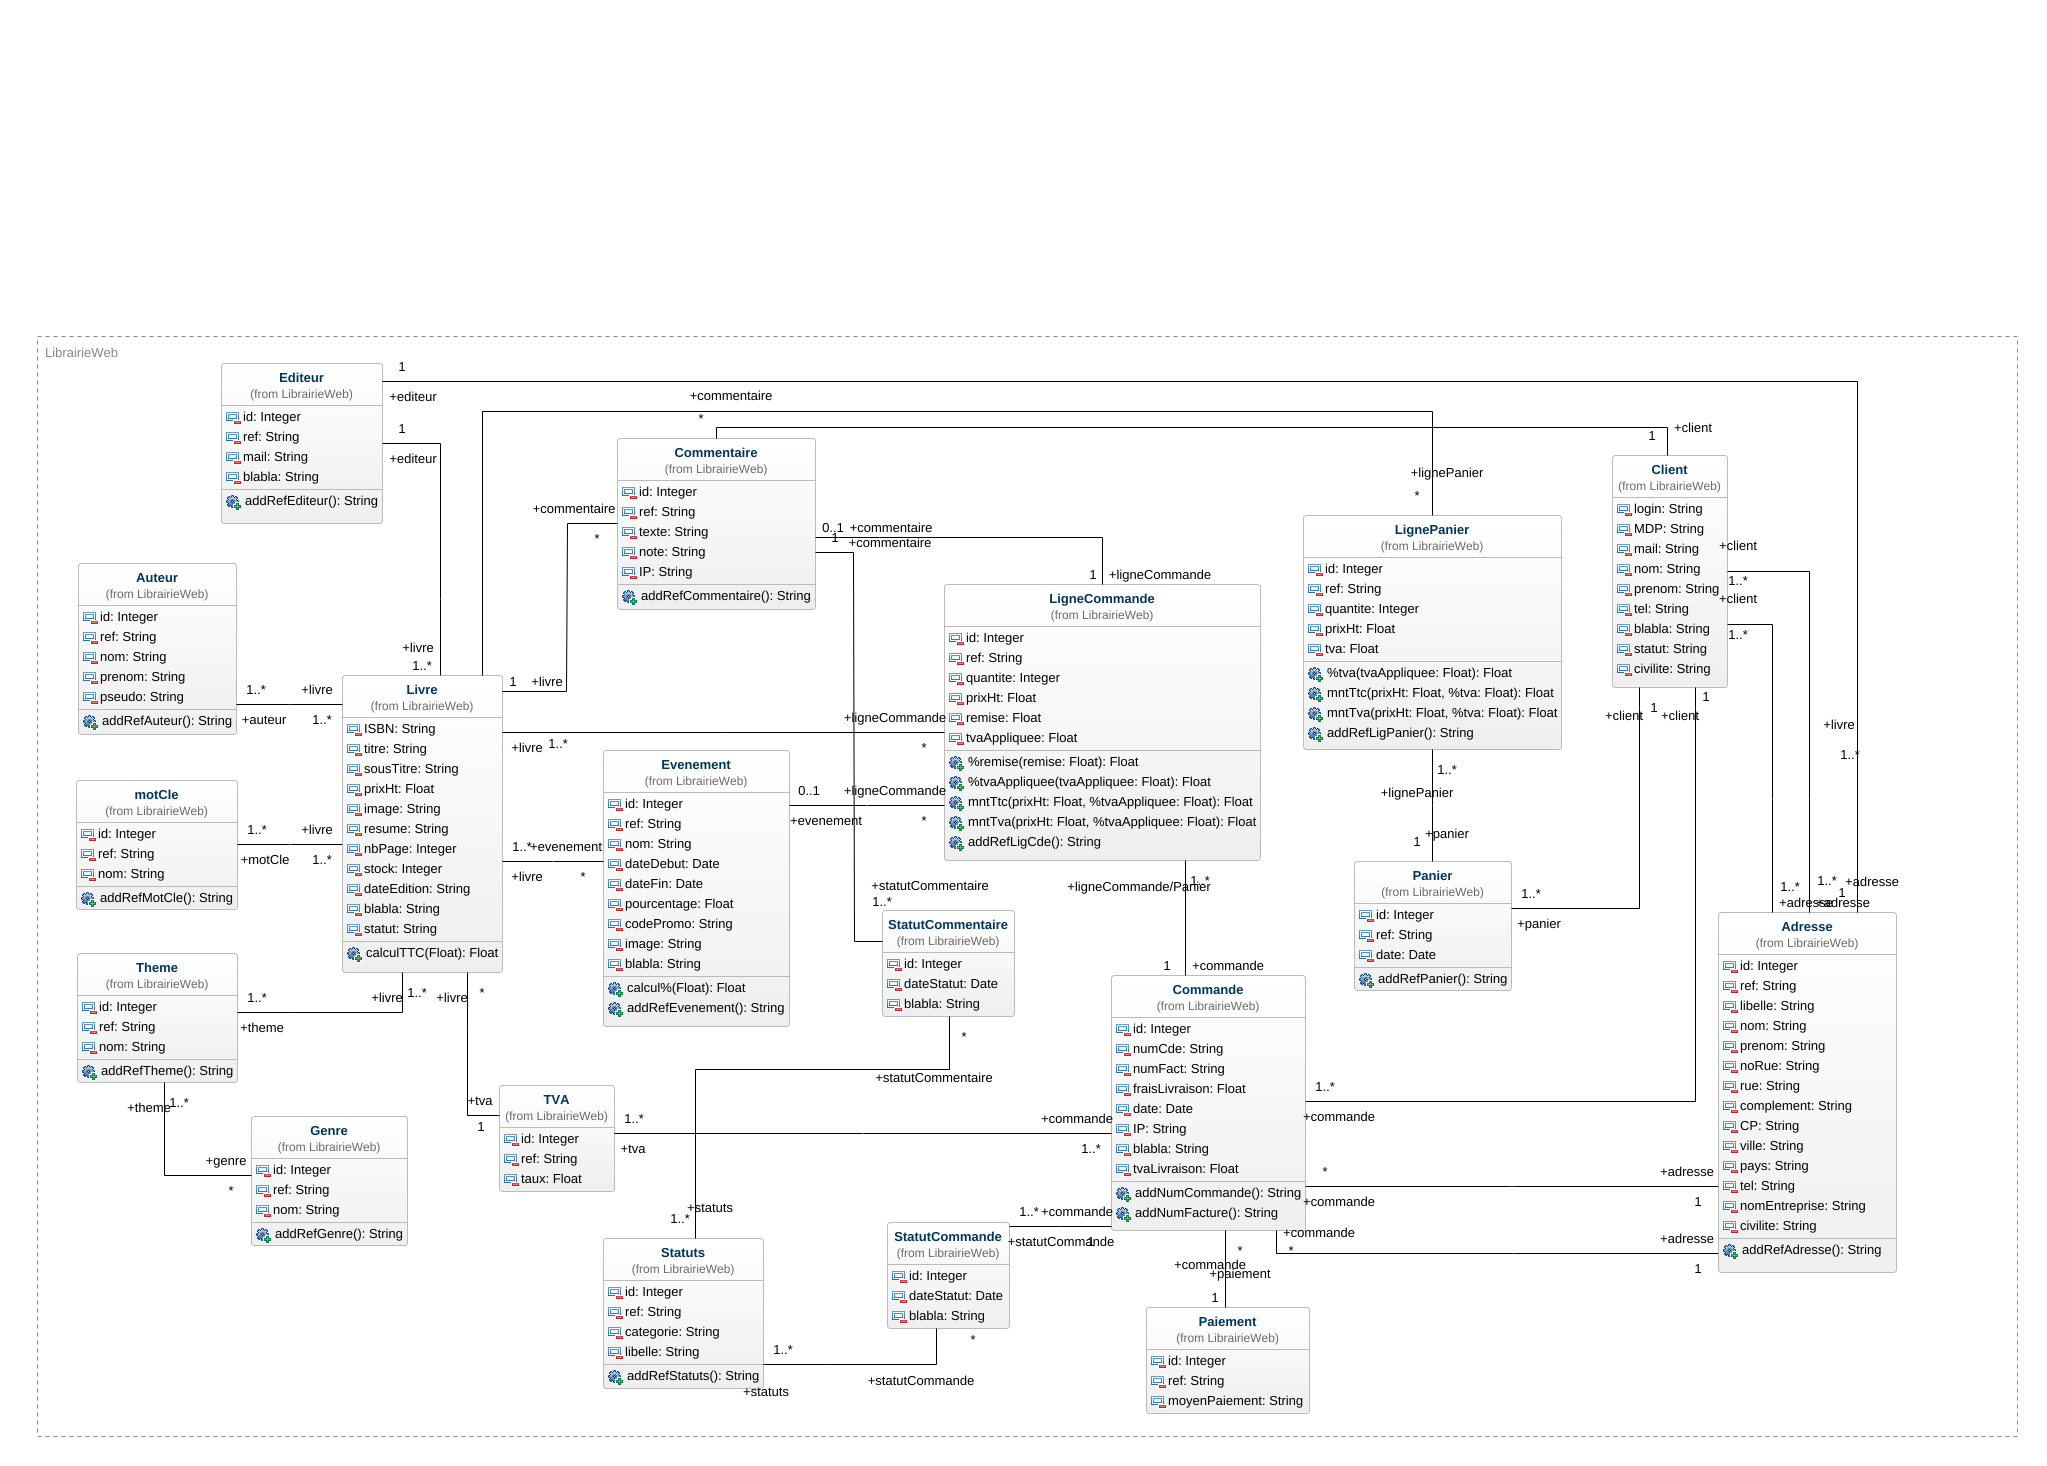 LibrairieWeb
Editeur
(from LibrairieWeb)
id: Integer
ref: String
mail: String
blabla: String
addRefEditeur(): String
1
+editeur
1
+editeur
+livre
1..*
+commentaire
*
Commentaire
(from LibrairieWeb)
id: Integer
ref: String
texte: String
note: String
IP: String
addRefCommentaire(): String
+commentaire
*
0..1
+commentaire
1
+commentaire
1
+client
+lignePanier
*
LignePanier
(from LibrairieWeb)
id: Integer
ref: String
quantite: Integer
prixHt: Float
tva: Float
%tva(tvaAppliquee: Float): Float
mntTtc(prixHt: Float, %tva: Float): Float
mntTva(prixHt: Float, %tva: Float): Float
addRefLigPanier(): String
Client
(from LibrairieWeb)
login: String
MDP: String
mail: String
nom: String
prenom: String
tel: String
blabla: String
statut: String
civilite: String
+client
1..*
+client
1..*
+client
1
+client
1
+livre
1..*
Auteur
(from LibrairieWeb)
id: Integer
ref: String
nom: String
prenom: String
pseudo: String
addRefAuteur(): String
1..*
+livre
+auteur
1..*
Livre
(from LibrairieWeb)
ISBN: String
titre: String
sousTitre: String
prixHt: Float
image: String
resume: String
nbPage: Integer
stock: Integer
dateEdition: String
blabla: String
statut: String
calculTTC(Float): Float
1
+livre
+livre
1..*
+ligneCommande
*
1
+ligneCommande
LigneCommande
(from LibrairieWeb)
id: Integer
ref: String
quantite: Integer
prixHt: Float
remise: Float
tvaAppliquee: Float
%remise(remise: Float): Float
%tvaAppliquee(tvaAppliquee: Float): Float
mntTtc(prixHt: Float, %tvaAppliquee: Float): Float
mntTva(prixHt: Float, %tvaAppliquee: Float): Float
addRefLigCde(): String
Evenement
(from LibrairieWeb)
id: Integer
ref: String
nom: String
dateDebut: Date
dateFin: Date
pourcentage: Float
codePromo: String
image: String
blabla: String
calcul%(Float): Float
addRefEvenement(): String
0..1
+ligneCommande
+evenement
*
1..*
+evenement
+livre
*
motCle
(from LibrairieWeb)
id: Integer
ref: String
nom: String
addRefMotCle(): String
1..*
+livre
+motCle
1..*
1..*
+lignePanier
+panier
1
Panier
(from LibrairieWeb)
id: Integer
ref: String
date: Date
addRefPanier(): String
1..*
+panier
+statutCommentaire
1..*
StatutCommentaire
(from LibrairieWeb)
id: Integer
dateStatut: Date
blabla: String
*
+statutCommentaire
+ligneCommande/Panier
1..*
1
+commande
1..*
+adresse
1..*
+adresse
+adresse
1
Adresse
(from LibrairieWeb)
id: Integer
ref: String
libelle: String
nom: String
prenom: String
noRue: String
rue: String
complement: String
CP: String
ville: String
pays: String
tel: String
nomEntreprise: String
civilite: String
addRefAdresse(): String
Theme
(from LibrairieWeb)
id: Integer
ref: String
nom: String
addRefTheme(): String
1..*
+theme
+livre
1..*
+livre
*
+theme
1..*
+genre
*
Genre
(from LibrairieWeb)
id: Integer
ref: String
nom: String
addRefGenre(): String
+tva
1
TVA
(from LibrairieWeb)
id: Integer
ref: String
taux: Float
1..*
+tva
+commande
1..*
Commande
(from LibrairieWeb)
id: Integer
numCde: String
numFact: String
fraisLivraison: Float
date: Date
IP: String
blabla: String
tvaLivraison: Float
addNumCommande(): String
addNumFacture(): String
1..*
+commande
*
+commande
+adresse
1
+commande
*
+adresse
1
+statuts
1..*
Statuts
(from LibrairieWeb)
id: Integer
ref: String
categorie: String
libelle: String
addRefStatuts(): String
1..*
+statuts
StatutCommande
(from LibrairieWeb)
id: Integer
dateStatut: Date
blabla: String
1..*
+commande
+statutCommande
1
*
+statutCommande
*
+commande
+paiement
1
Paiement
(from LibrairieWeb)
id: Integer
ref: String
moyenPaiement: String